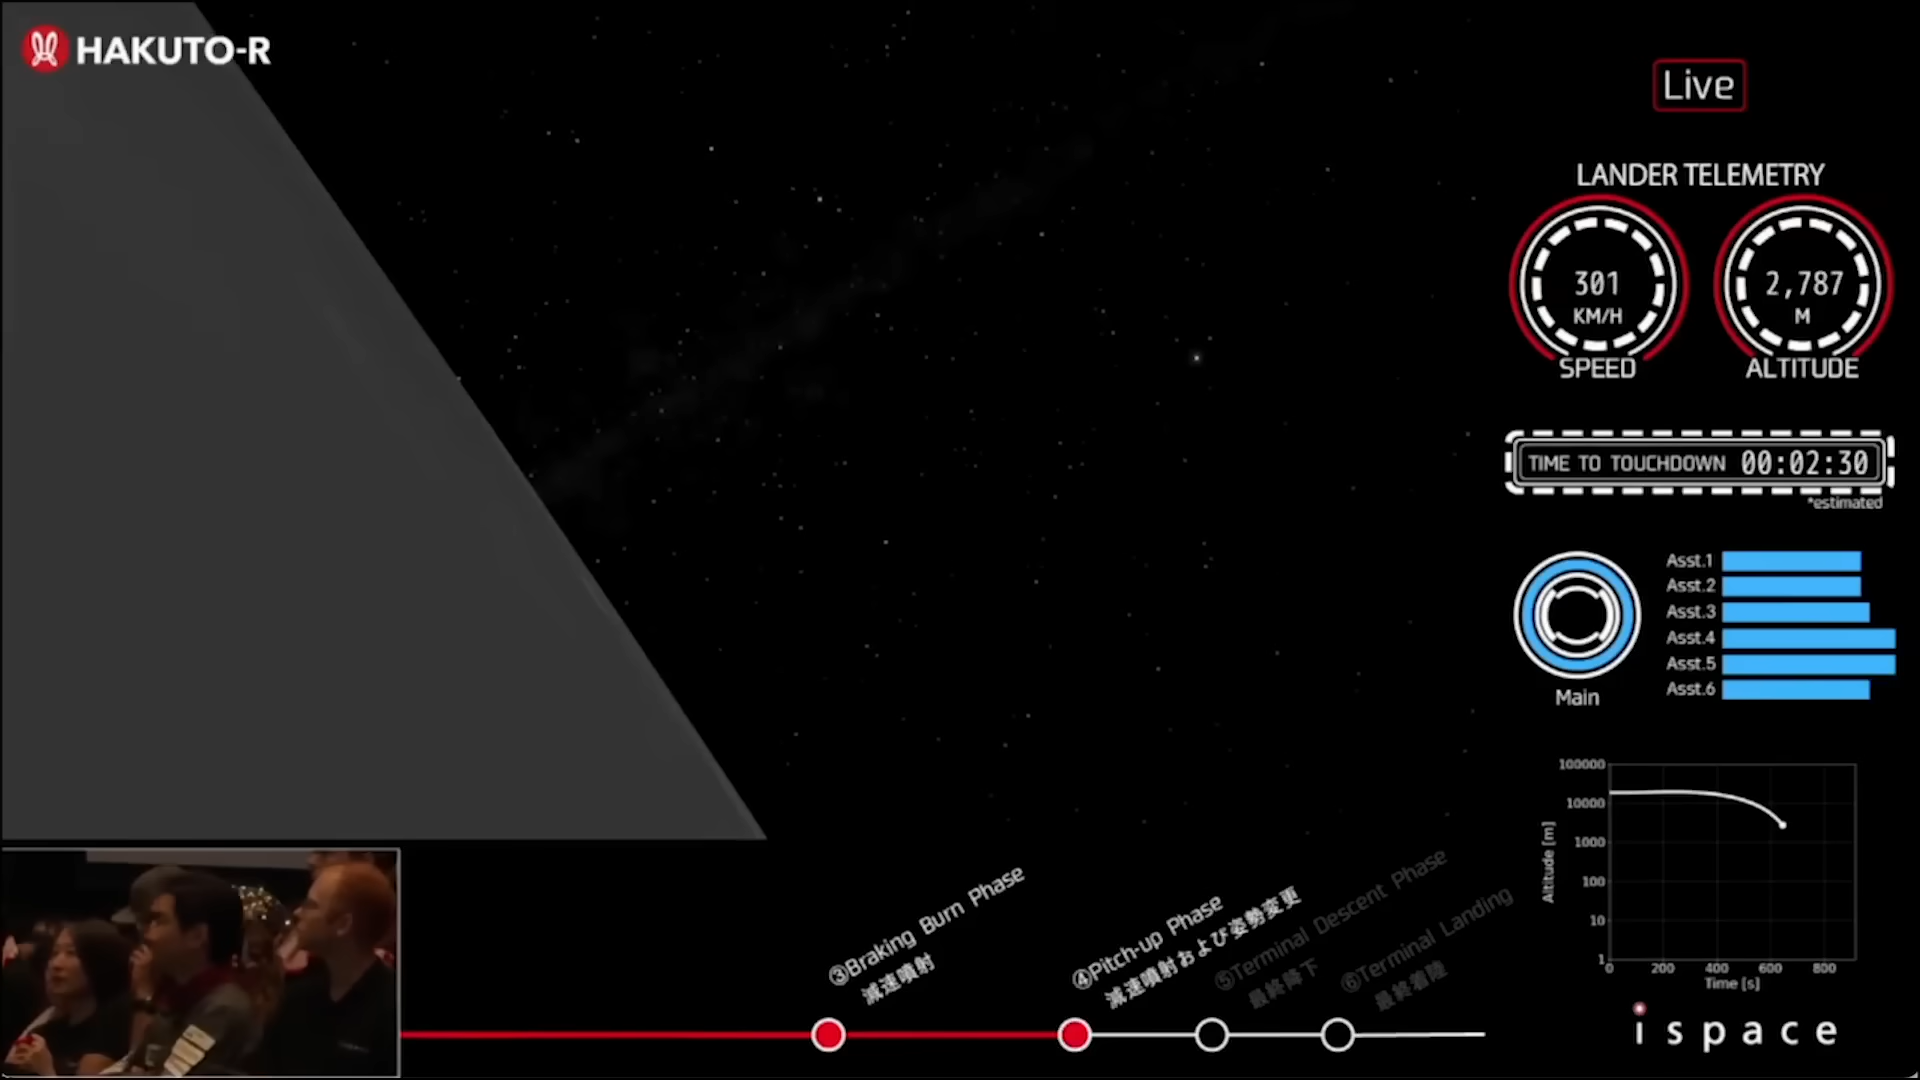 HAKUTO-R
Live
LANDER TELEMETRY
301
KM/H
SPEED
2,787
M
ALTITUDE
TIME TO TOUCHDOWN 00:02:30
*estimated
Main
Asst.1
Asst.2
Asst.3
Asst.4
Asst.5
Asst.6
100000
10000
1000
100
10
1
Altitude [m]
0 200 400 600 800
Time [s]
③Braking Burn Phase
減速噴射
④Pitch-up Phase
減速噴射および姿勢変更
⑤Terminal Descent Phase
最終降下
⑥Terminal Landing
最終着陸
ispace